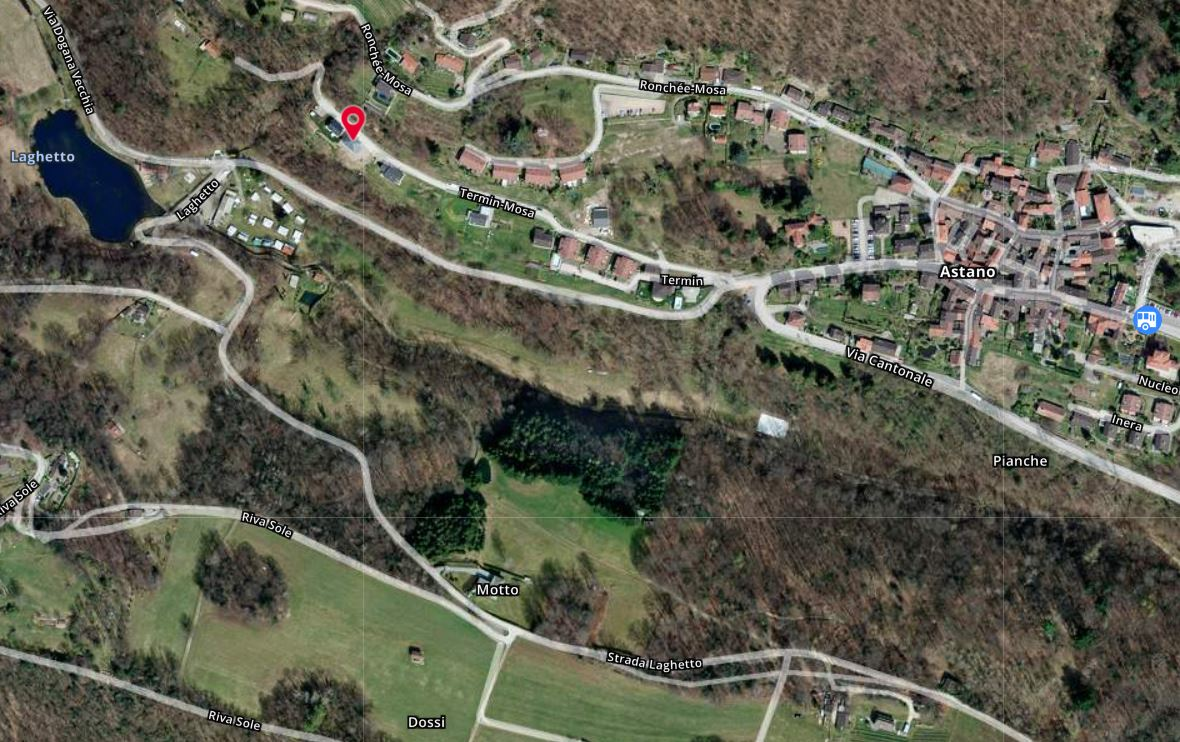 Via Dogana Vecchia
Ronchée-Mosa
Ronchée-Mosa
Laghetto
Laghetto
Termin-Mosa
Termin
Astano
Via Cantonale
Nucleo
Inera
Pianche
Riva Sole
Riva Sole
Motto
Strada Laghetto
Riva Sole
Dossi